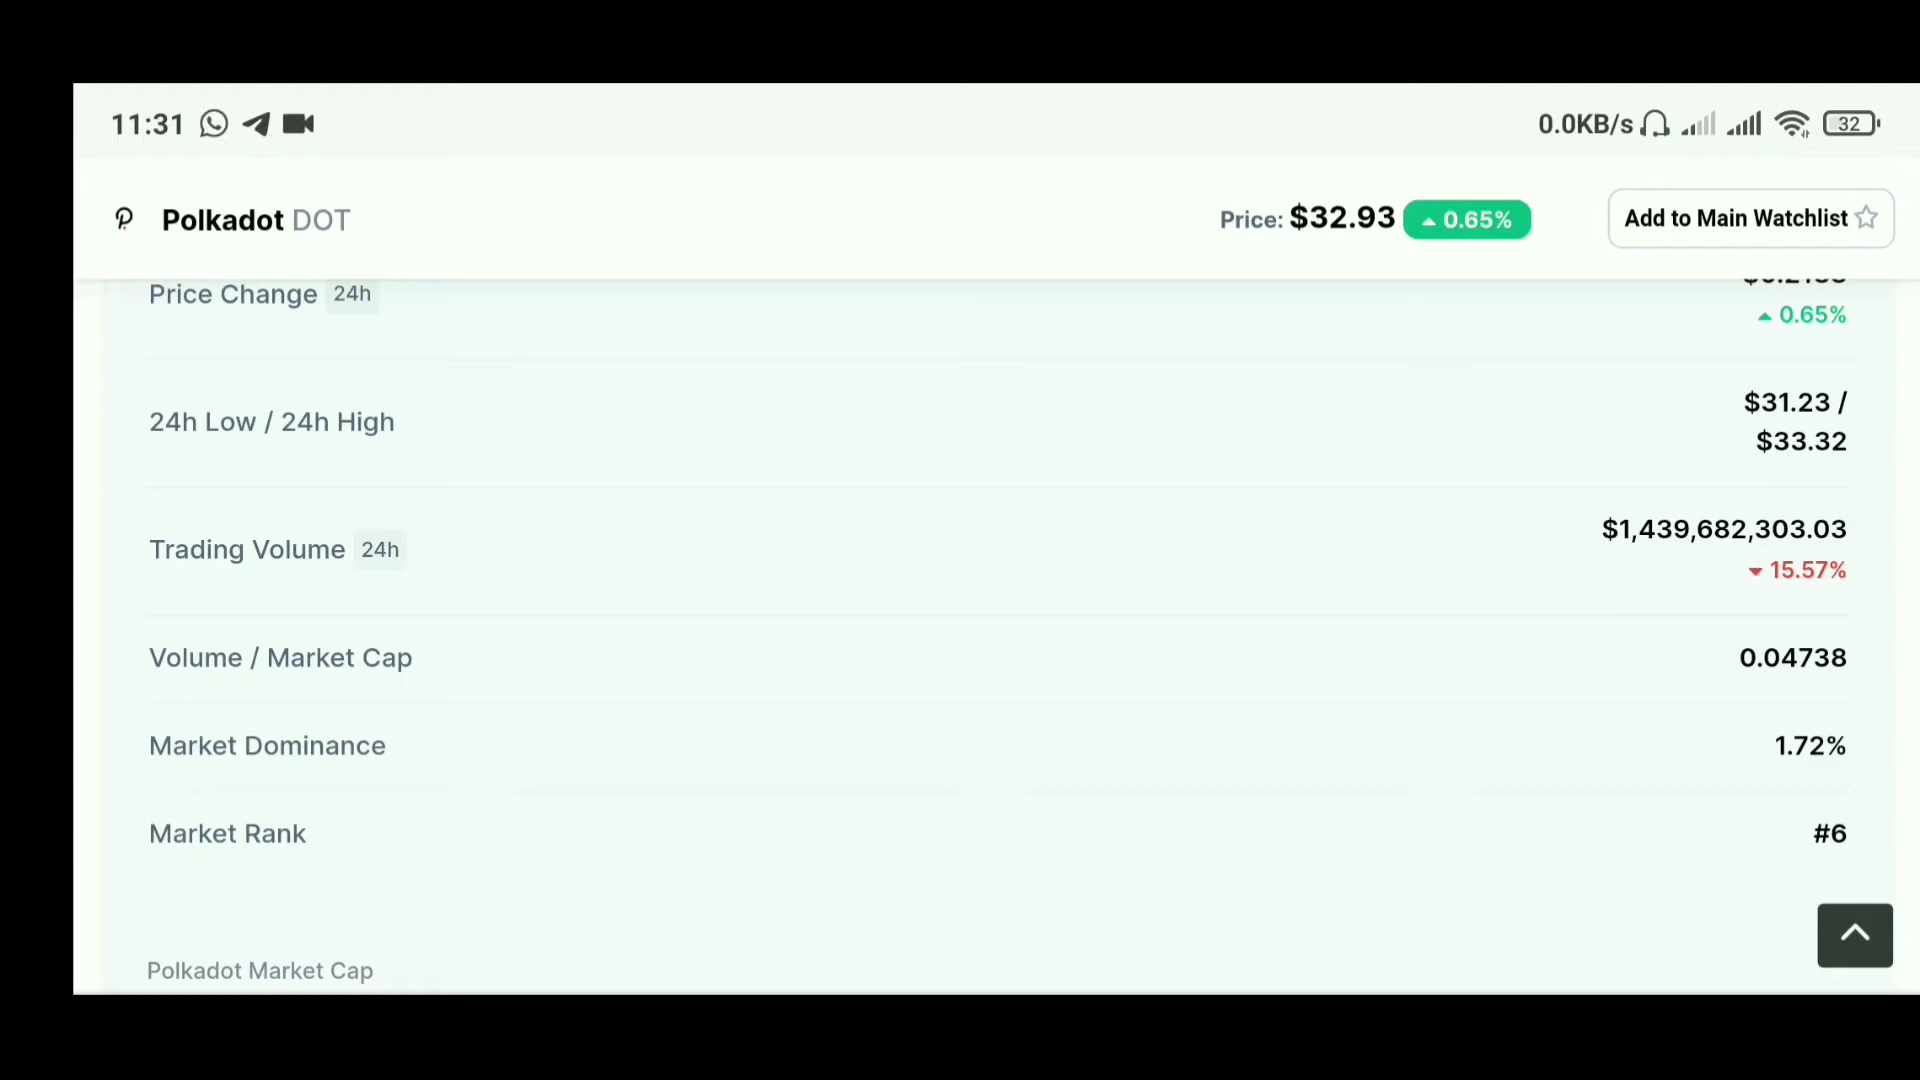 11:31 0.0KB/s 32
Polkadot DOT Price: $32.93 0.65% Add to Main Watchlist
Price Change 24h
0.65%
24h Low / 24h High $31.23 /
$33.32
Trading Volume 24h $1,439,682,303.03
15.57%
Volume / Market Cap 0.04738
Market Dominance 1.72%
Market Rank #6
Polkadot Market Cap